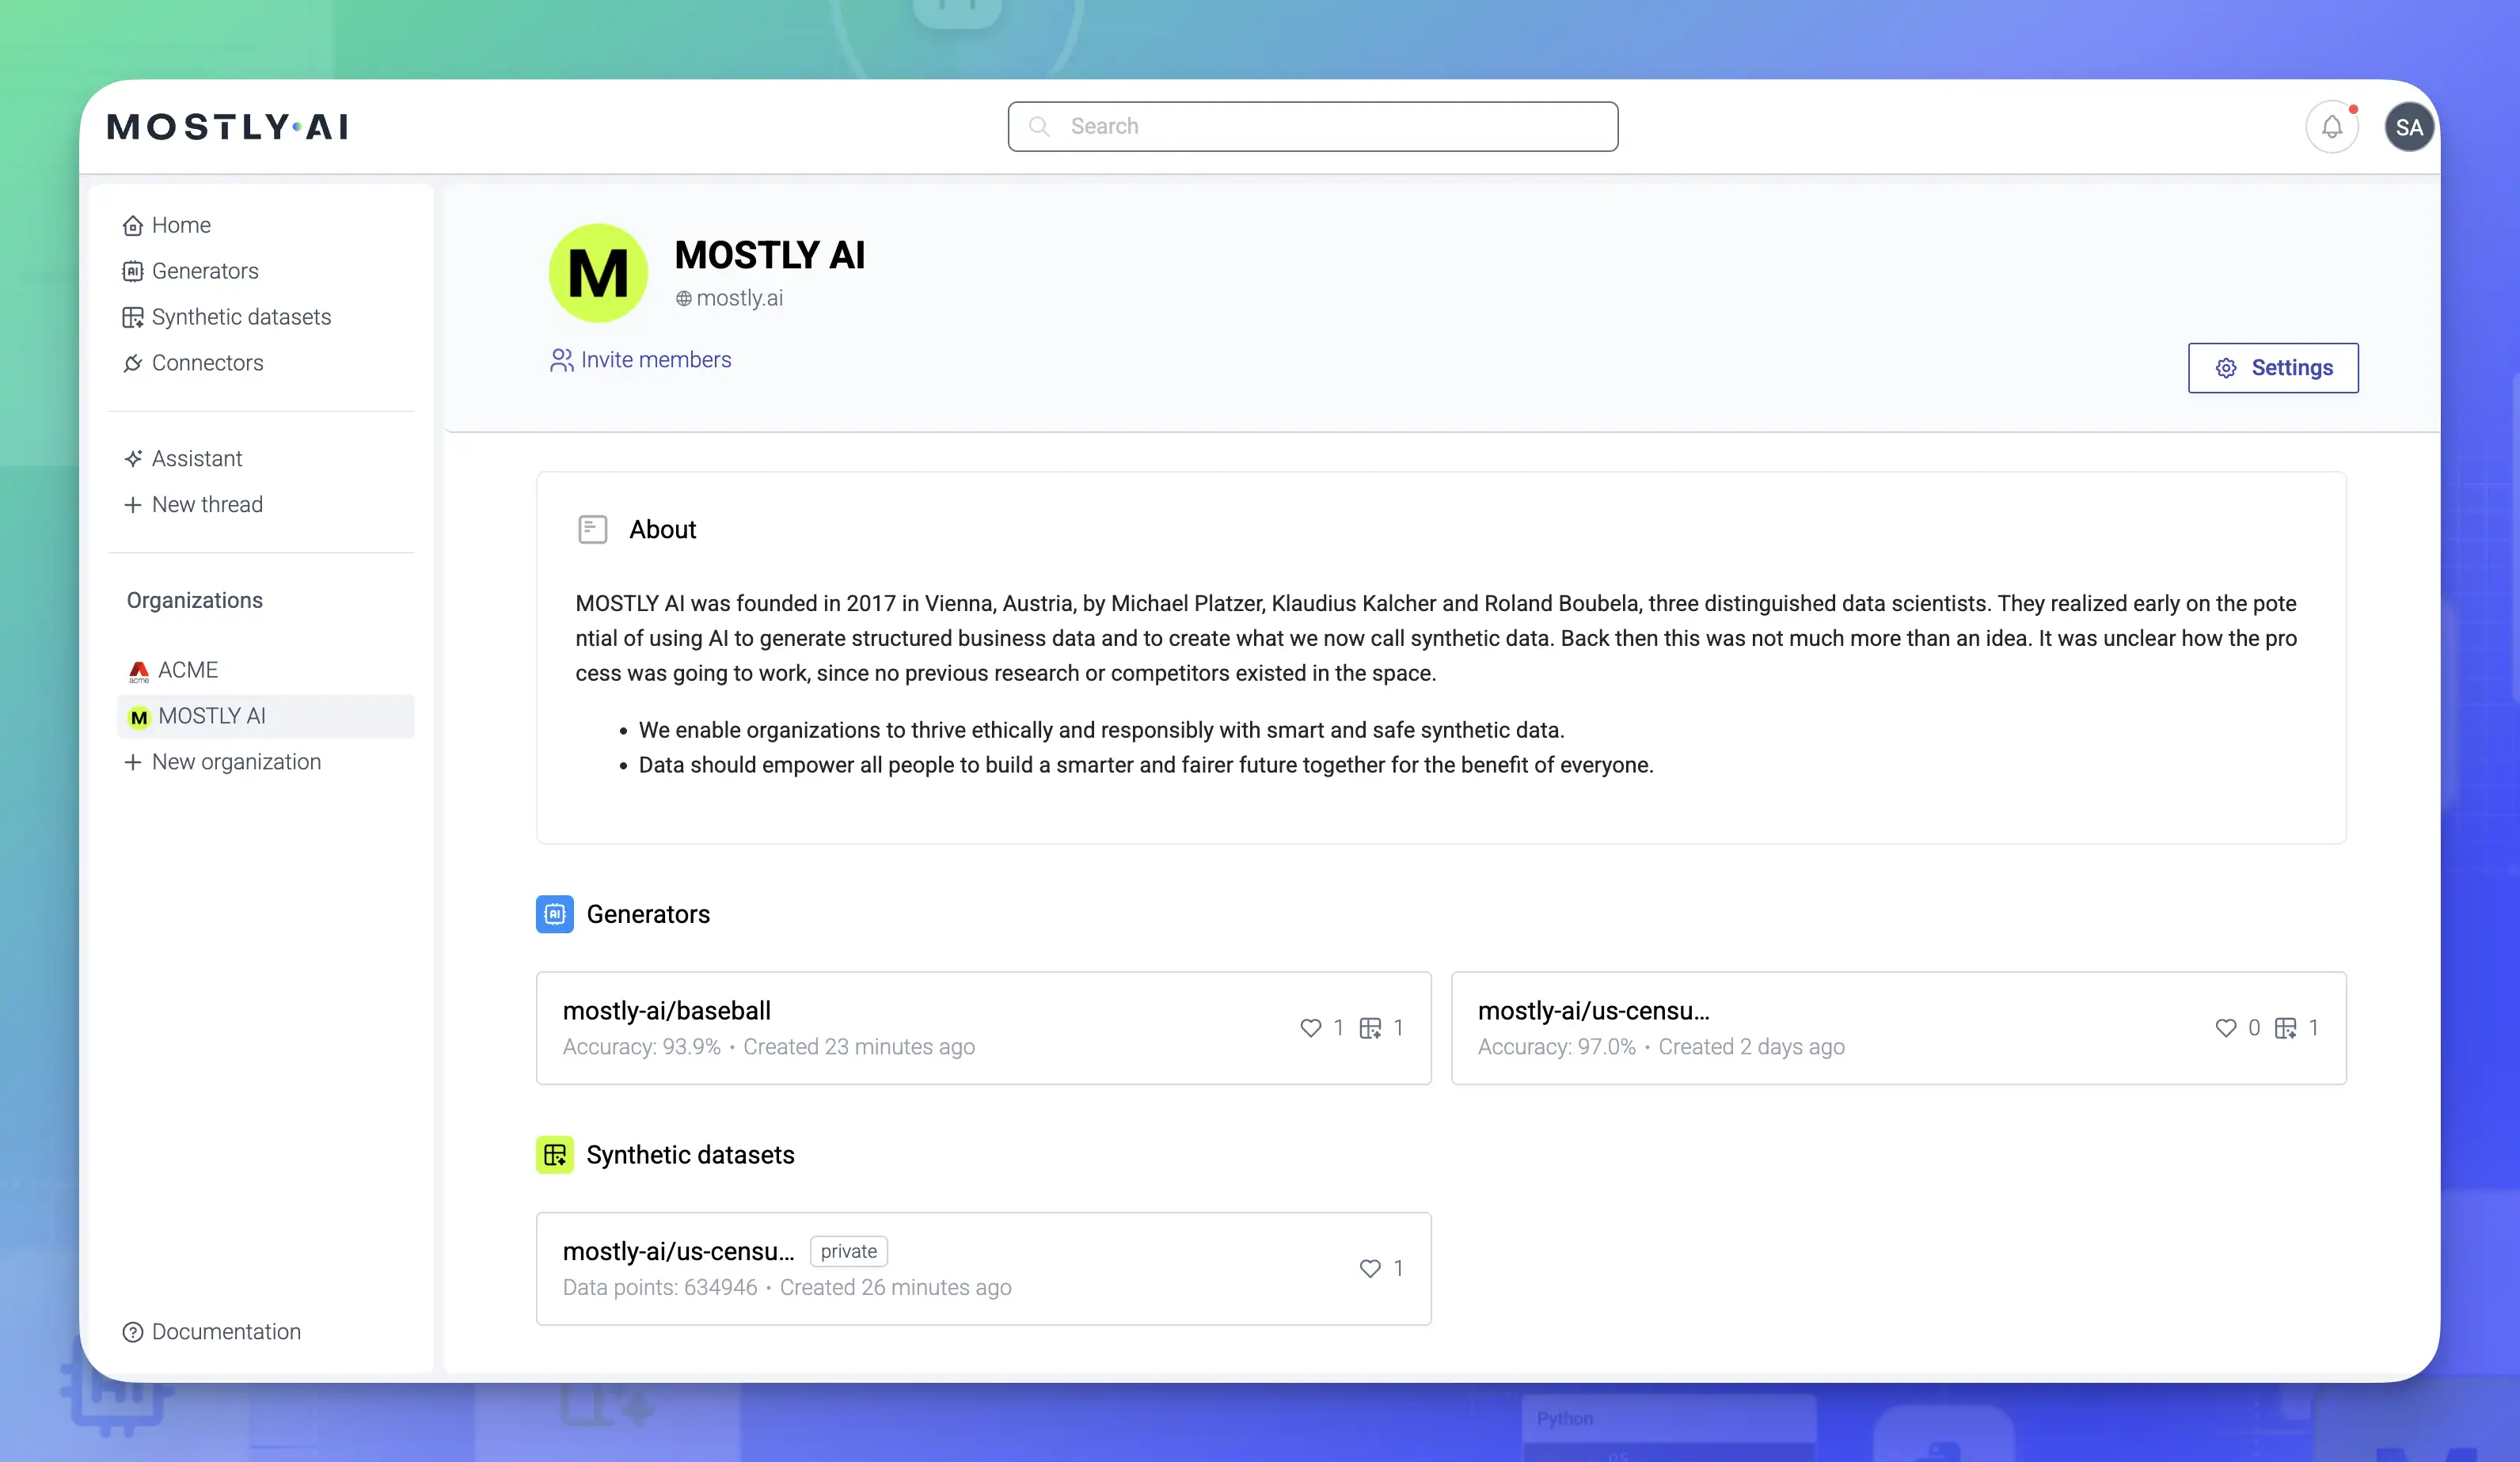 MOSTLY AI
Search
SA
Home
Generators
Synthetic datasets
Connectors
Assistant
New thread
Organizations
acme ACME
M MOSTLY AI
New organization
Documentation
M
MOSTLY AI
mostly.ai
Invite members
Settings
About
MOSTLY AI was founded in 2017 in Vienna, Austria, by Michael Platzer, Klaudius Kalcher and Roland Boubela, three distinguished data scientists. They realized early on the pote
ntial of using AI to generate structured business data and to create what we now call synthetic data. Back then this was not much more than an idea. It was unclear how the pro
cess was going to work, since no previous research or competitors existed in the space.
• We enable organizations to thrive ethically and responsibly with smart and safe synthetic data.
• Data should empower all people to build a smarter and fairer future together for the benefit of everyone.
AI Generators
mostly-ai/baseball
Accuracy: 93.9% • Created 23 minutes ago
1 1
mostly-ai/us-censu...
Accuracy: 97.0% • Created 2 days ago
0 1
Synthetic datasets
mostly-ai/us-censu... private
Data points: 634946 • Created 26 minutes ago
1
Python